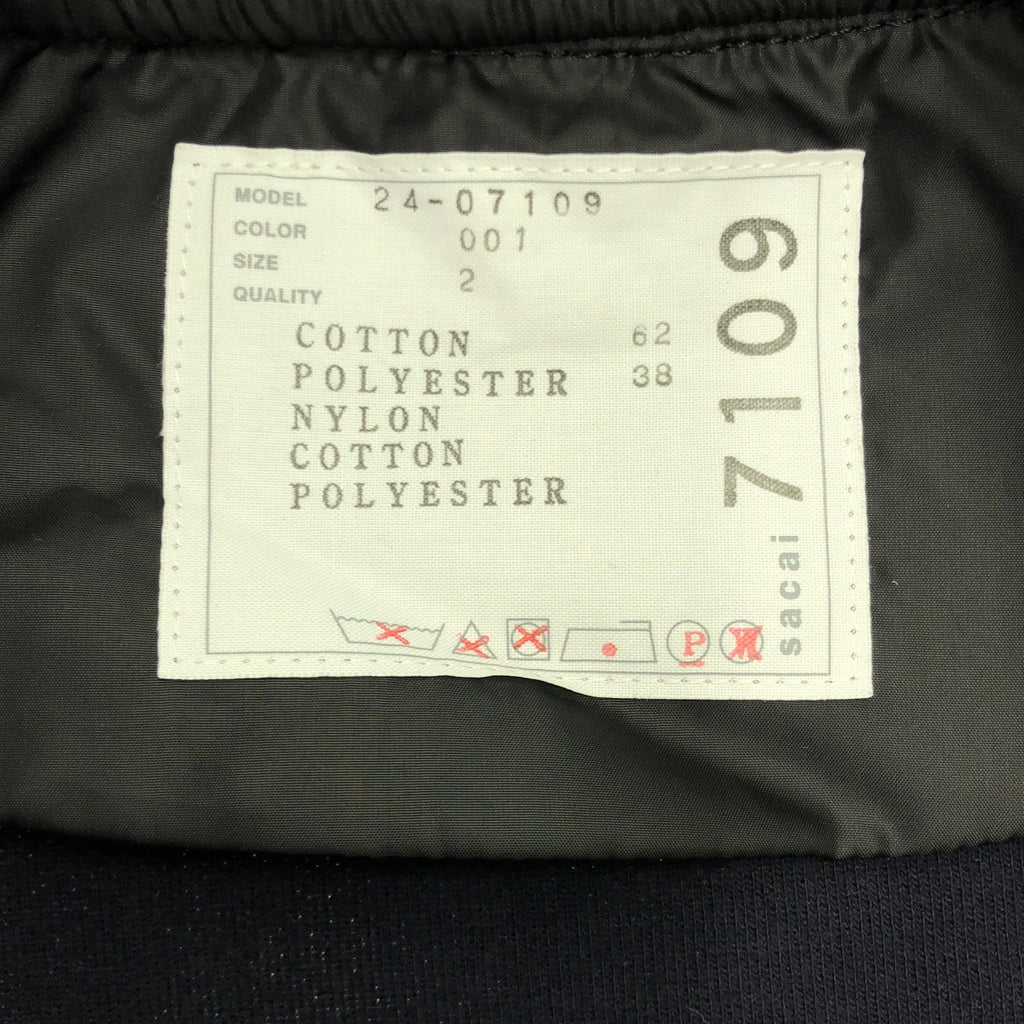 MODEL 24-07109
COLOR 001
SIZE 2
QUALITY
COTTON 62
POLYESTER 38
NYLON
COTTON
POLYESTER
P
sacai 7109